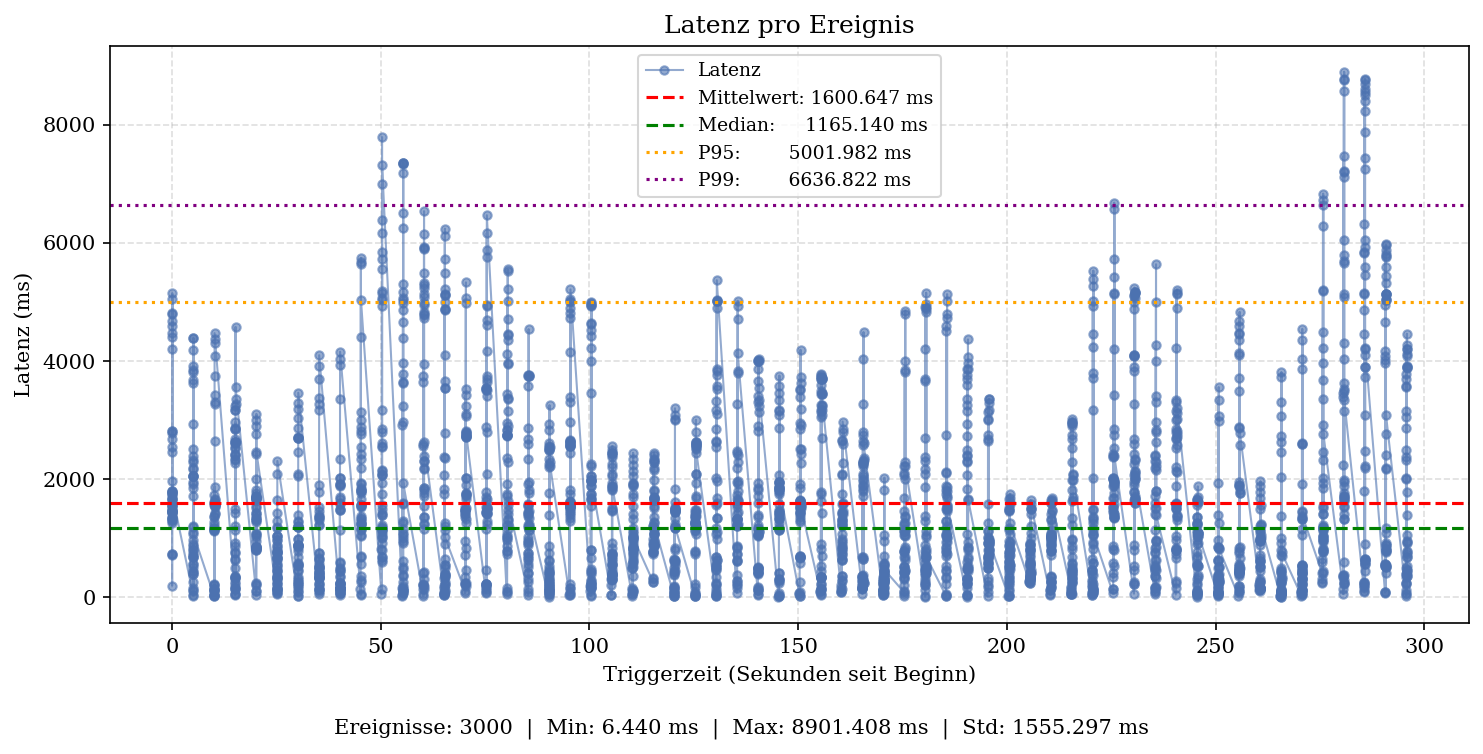 Latenz pro Ereignis
Latenz
Mittelwert: 1600.647 ms
Median: 1165.140 ms
P95: 5001.982 ms
P99: 6636.822 ms
Latenz (ms)
8000
6000
4000
2000
0
0 50 100 150 200 250 300
Triggerzeit (Sekunden seit Beginn)
Ereignisse: 3000 | Min: 6.440 ms | Max: 8901.408 ms | Std: 1555.297 ms